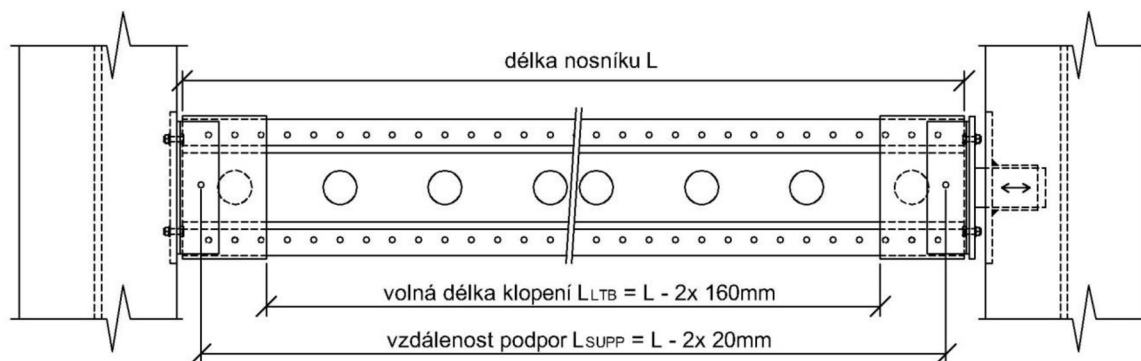 délka nosníku L
volná délka klopení LLTB = L - 2x 160mm
vzdálenost podpor LSUPP = L - 2x 20mm